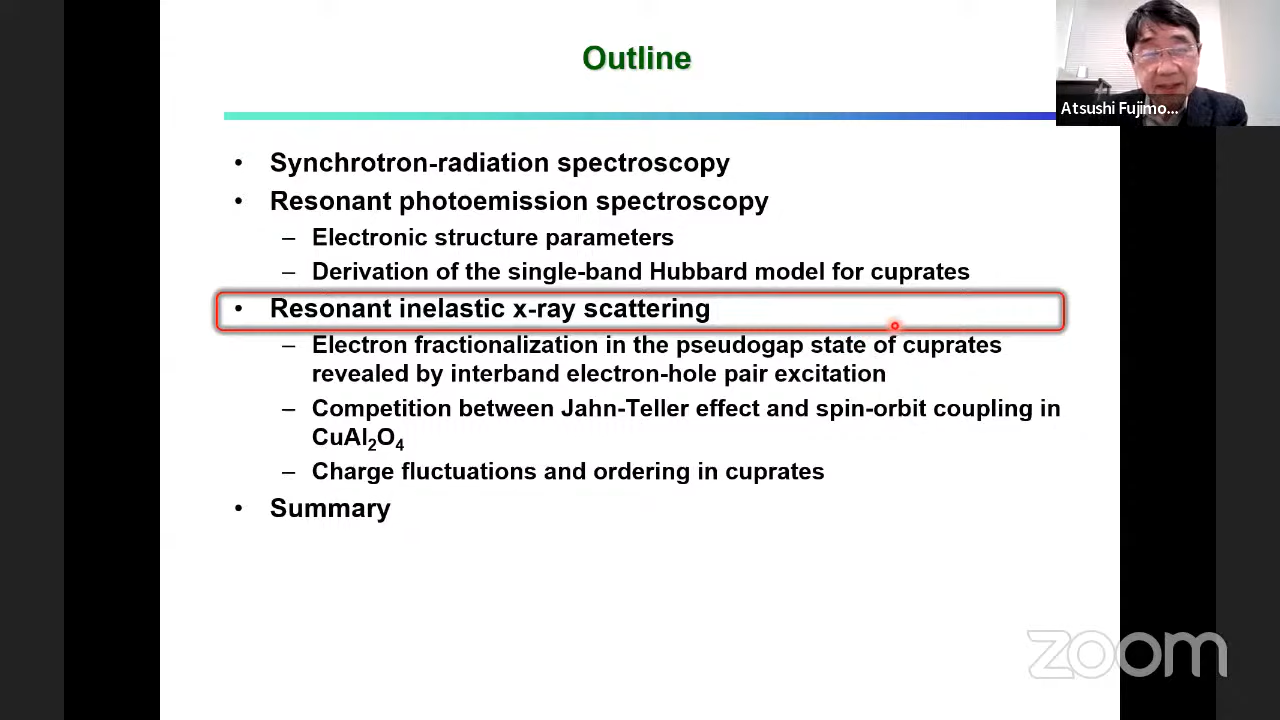 Outline
Atsushi Fujimo...
• Synchrotron-radiation spectroscopy
• Resonant photoemission spectroscopy
– Electronic structure parameters
– Derivation of the single-band Hubbard model for cuprates
• Resonant inelastic x-ray scattering
– Electron fractionalization in the pseudogap state of cuprates
revealed by interband electron-hole pair excitation
– Competition between Jahn-Teller effect and spin-orbit coupling in
CuAl₂O₄
– Charge fluctuations and ordering in cuprates
• Summary
zoom